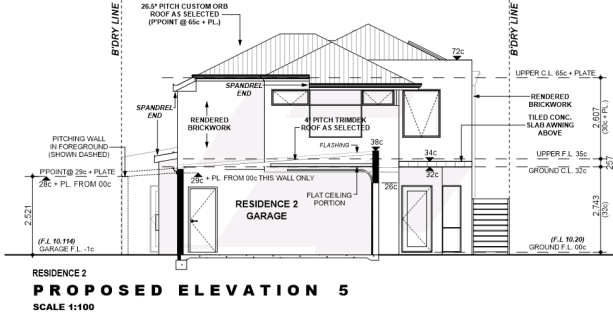 26.5° PITCH CUSTOM ORB
ROOF AS SELECTED
(P'POINT @ 65c + PL.)
B'DRY LINE
B'DRY LINE
72c
UPPER C.L. 65c + PLATE
SPANDREL
END
SPANDREL
END
RENDERED
BRICKWORK
RENDERED
BRICKWORK
TILED CONC.
SLAB AWNING
ABOVE
2,607
(30c + PL.)
4° PITCH TRIMDEK
ROOF AS SELECTED
PITCHING WALL
IN FOREGROUND
(SHOWN DASHED)
FLASHING
38c
34c
UPPER F.L. 35c
257
P'POINT@ 29c + PLATE
28c + PL. FROM 00c
29c + PL. FROM 00c THIS WALL ONLY
32c
GROUND C.L. 32c
26c
FLAT CEILING
PORTION
RESIDENCE 2
GARAGE
2,521
2,743
(32c)
(F.L 10.114)
GARAGE F.L. -1c
(F.L 10.20)
GROUND F.L. 00c
RESIDENCE 2
PROPOSED ELEVATION 5
SCALE 1:100